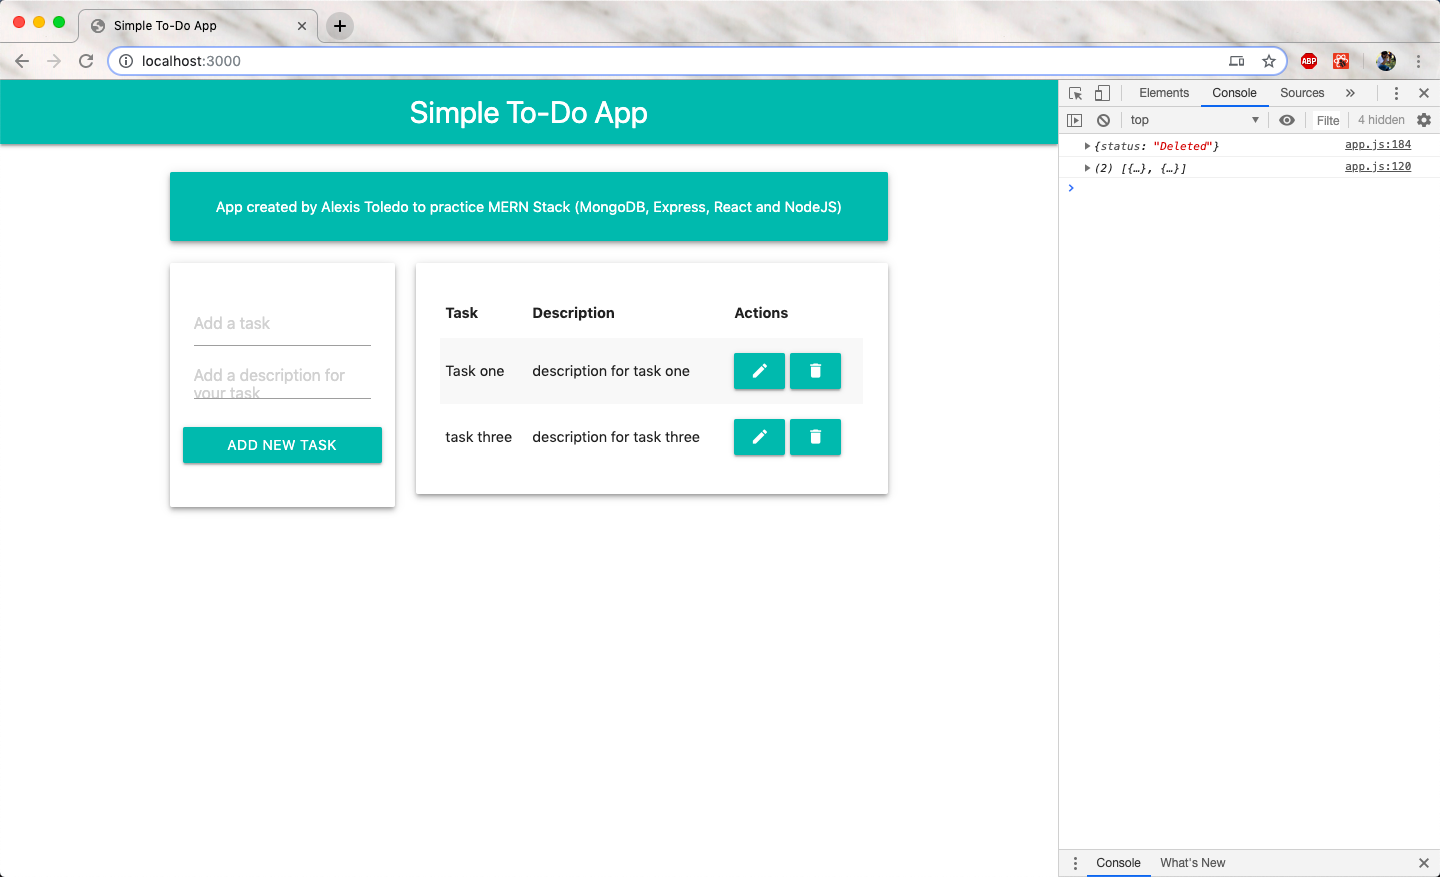 Simple To-Do App
localhost:3000
ABP
Simple To-Do App
App created by Alexis Toledo to practice MERN Stack (MongoDB, Express, React and NodeJS)
Add a task
Add a description for
your task
ADD NEW TASK
Task Description Actions
Task one description for task one
task three description for task three
Elements Console Sources »
top Filte 4 hidden
{status: "Deleted"} app.js:184
(2) [{…}, {…}] app.js:120
Console What's New